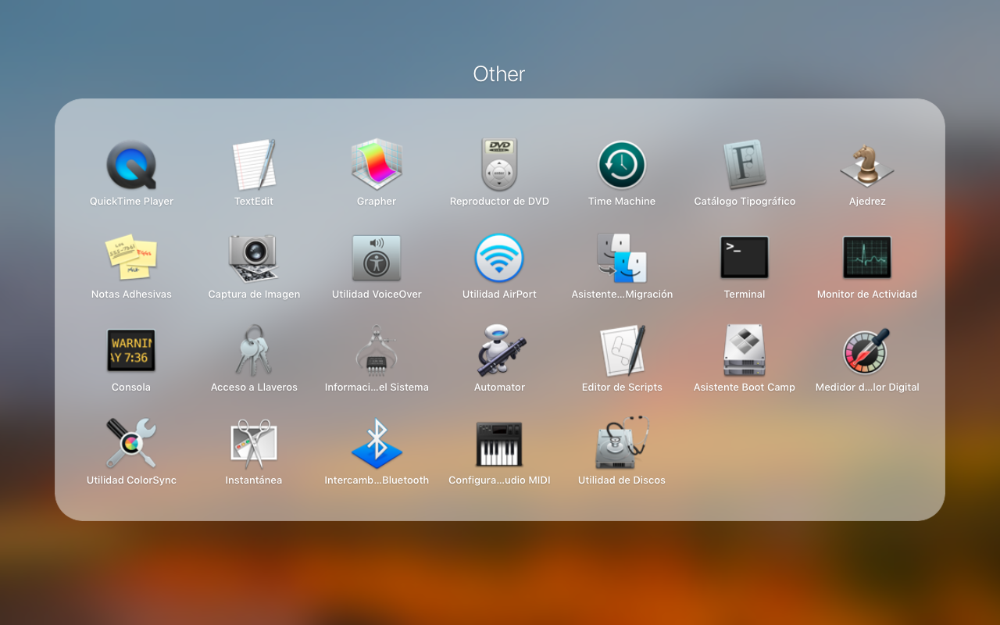 Other
QuickTime Player
TextEdit
Grapher
Reproductor de DVD
Time Machine
Catálogo Tipográfico
Ajedrez
Notas Adhesivas
Captura de Imagen
Utilidad VoiceOver
Utilidad AirPort
Asistente...Migración
Terminal
Monitor de Actividad
Consola
Acceso a Llaveros
Informaci...el Sistema
Automator
Editor de Scripts
Asistente Boot Camp
Medidor d...lor Digital
Utilidad ColorSync
Instantánea
Intercamb...Bluetooth
Configura...udio MIDI
Utilidad de Discos
DVD
F
>_
WARNIN
AY 7:36